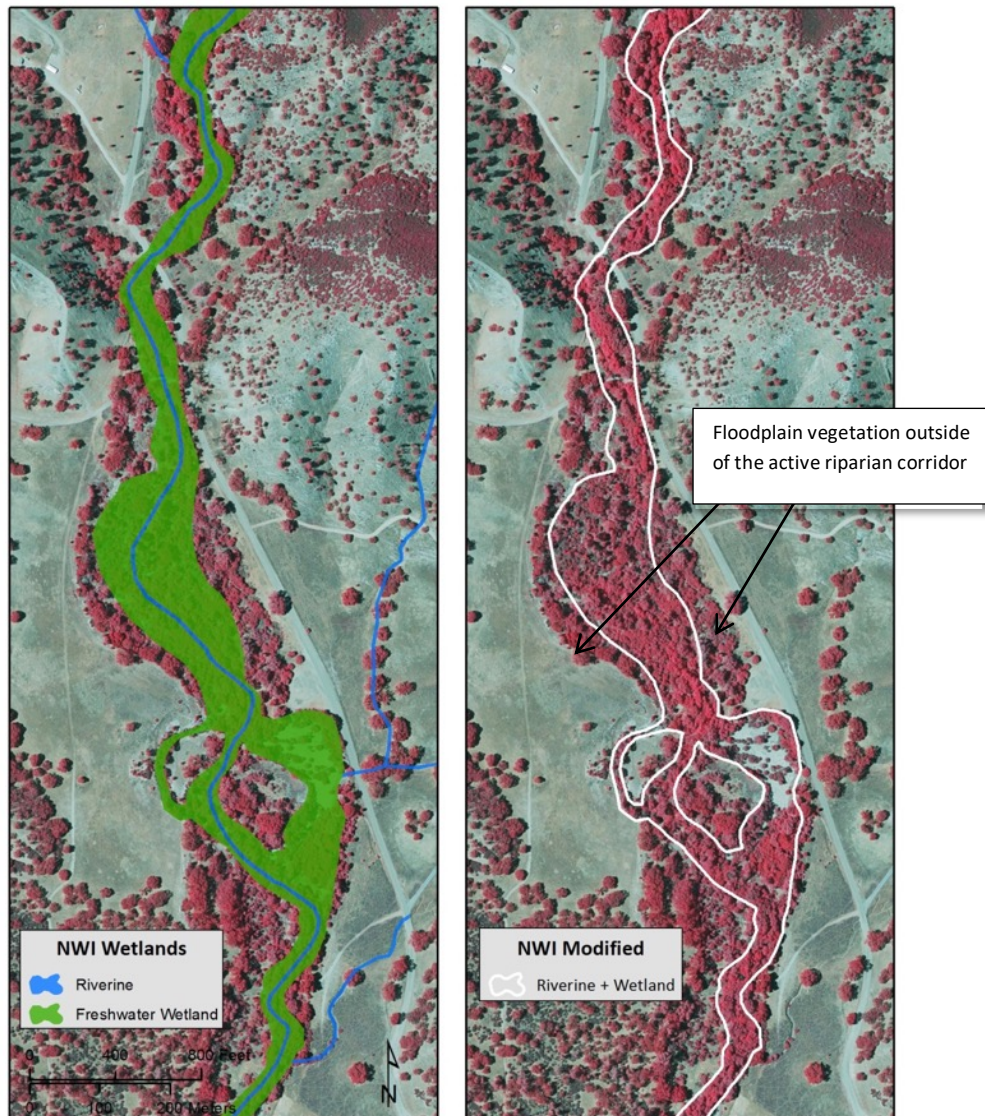 Floodplain vegetation outside
of the active riparian corridor
NWI Wetlands
Riverine
Freshwater Wetland
0 400 800 Feet
0 100 200 Meters
N
NWI Modified
Riverine + Wetland